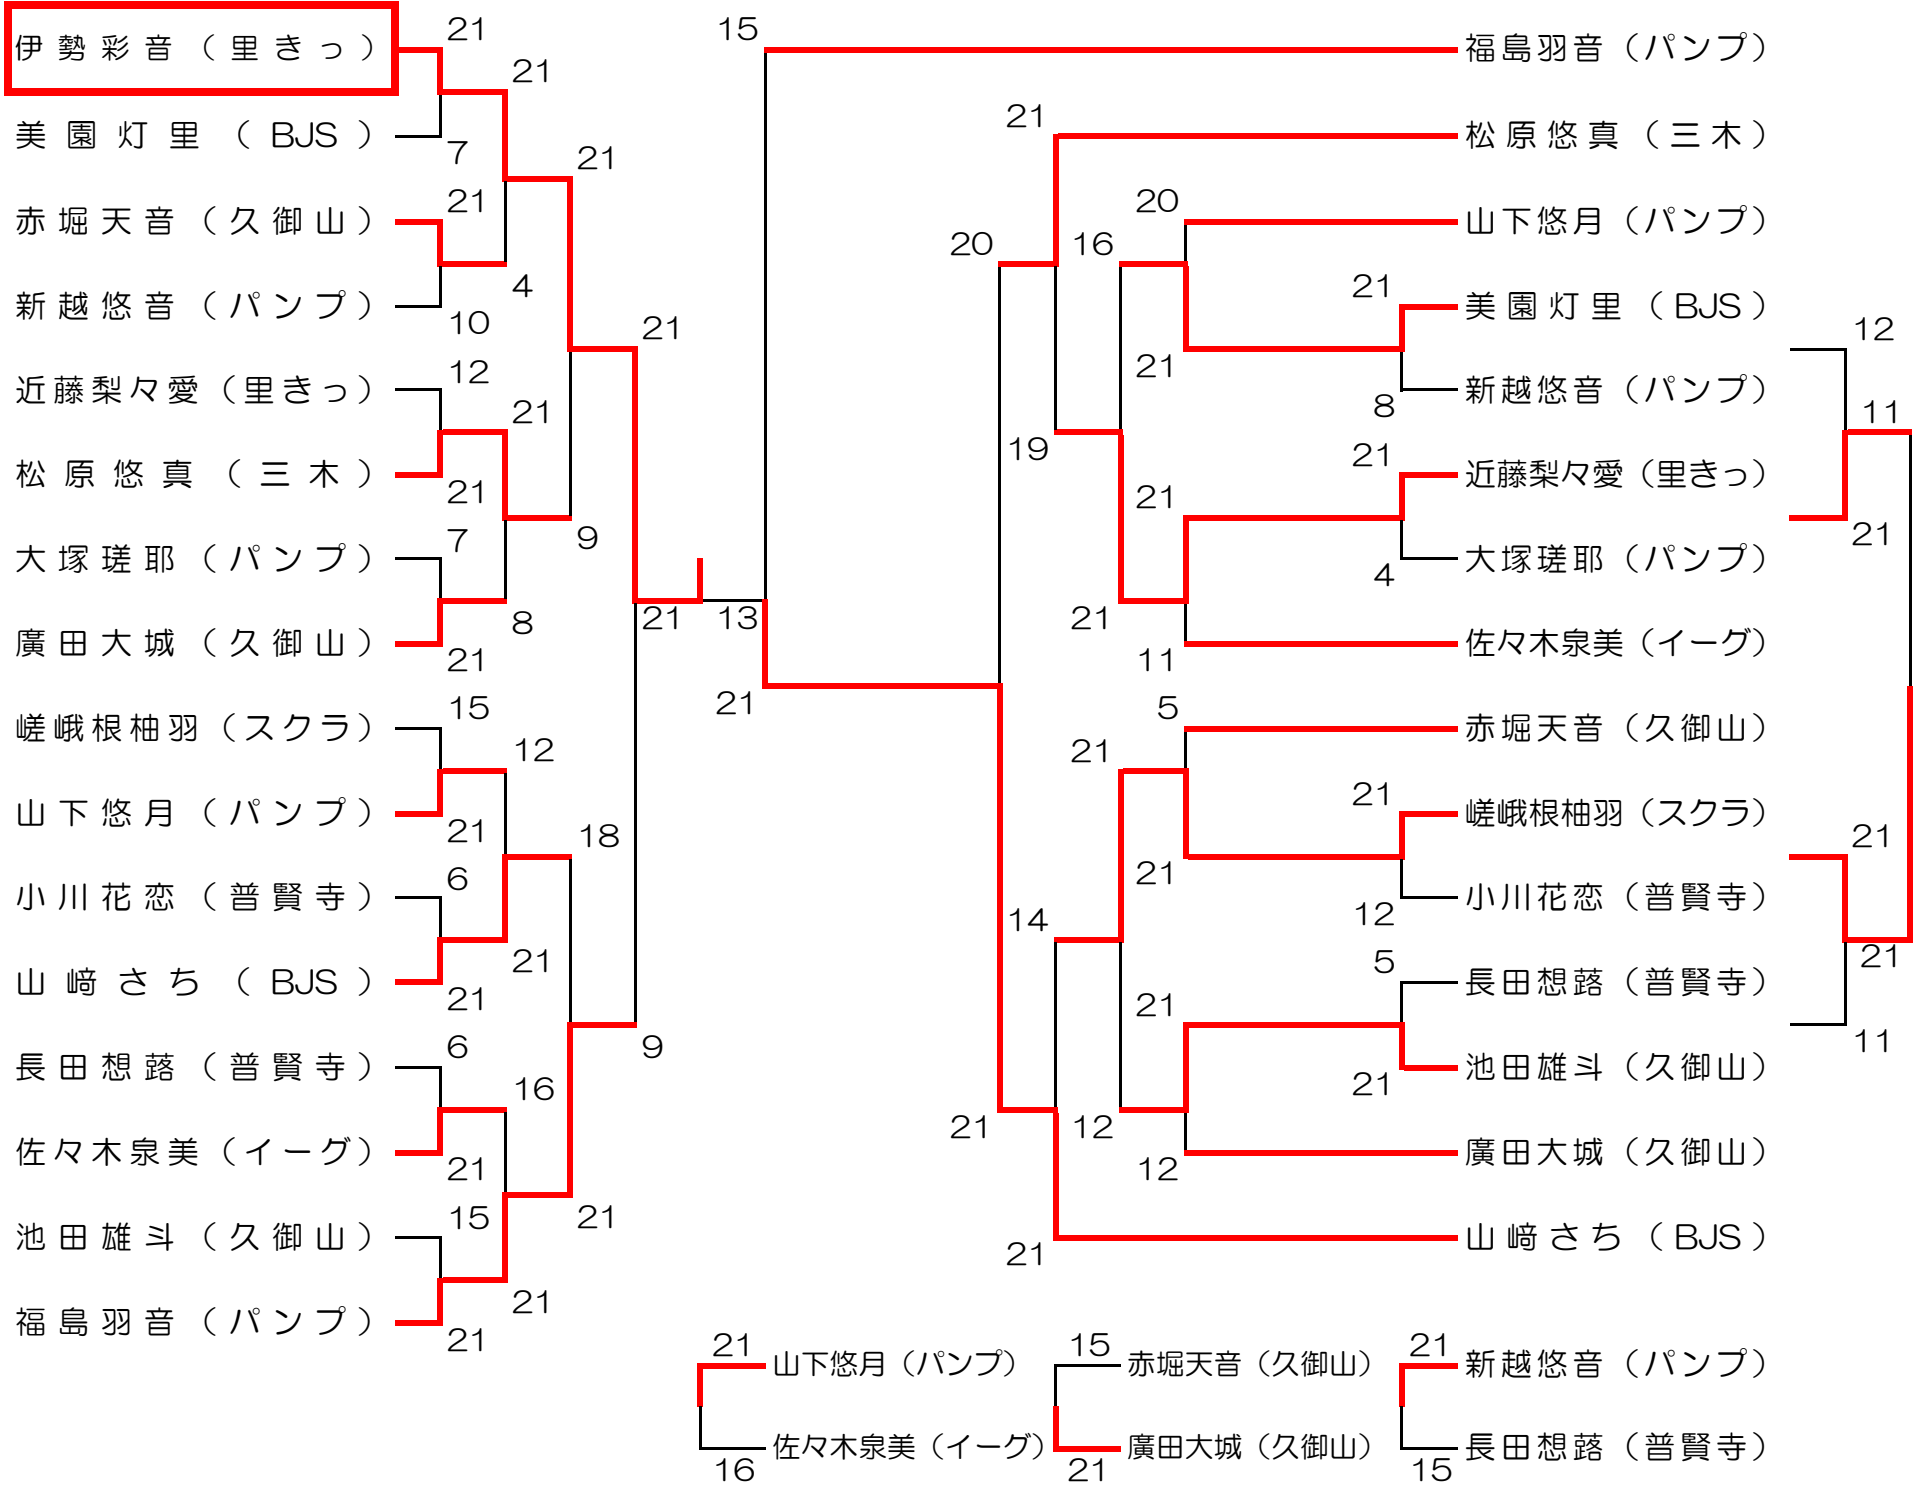 伊勢彩音（里きっ）
21
21
美園灯里（BJS）
7
21
赤堀天音（久御山）
21
4
新越悠音（パンプ）
10
21
近藤梨々愛（里きっ）
12
21
松原悠真（三木）
21
9
大塚瑳耶（パンプ）
7
8
廣田大城（久御山）
21
21
嵯峨根柚羽（スクラ）
15
12
山下悠月（パンプ）
21
18
小川花恋（普賢寺）
6
21
山﨑さち（BJS）
21
9
長田想蕗（普賢寺）
6
16
佐々木泉美（イーグ）
21
21
池田雄斗（久御山）
15
21
福島羽音（パンプ）
21
15
13
21
福島羽音（パンプ）
21
松原悠真（三木）
20
16
20
山下悠月（パンプ）
21
美園灯里（BJS）
21
8
新越悠音（パンプ）
19
21
21
近藤梨々愛（里きっ）
4
大塚瑳耶（パンプ）
21
11
佐々木泉美（イーグ）
5
赤堀天音（久御山）
21
21
嵯峨根柚羽（スクラ）
21
12
小川花恋（普賢寺）
14
5
長田想蕗（普賢寺）
21
21
池田雄斗（久御山）
21
12
12
廣田大城（久御山）
21
山﨑さち（BJS）
12
11
21
21
21
11
21
山下悠月（パンプ）
佐々木泉美（イーグ）
16
15
赤堀天音（久御山）
廣田大城（久御山）
21
21
新越悠音（パンプ）
長田想蕗（普賢寺）
15